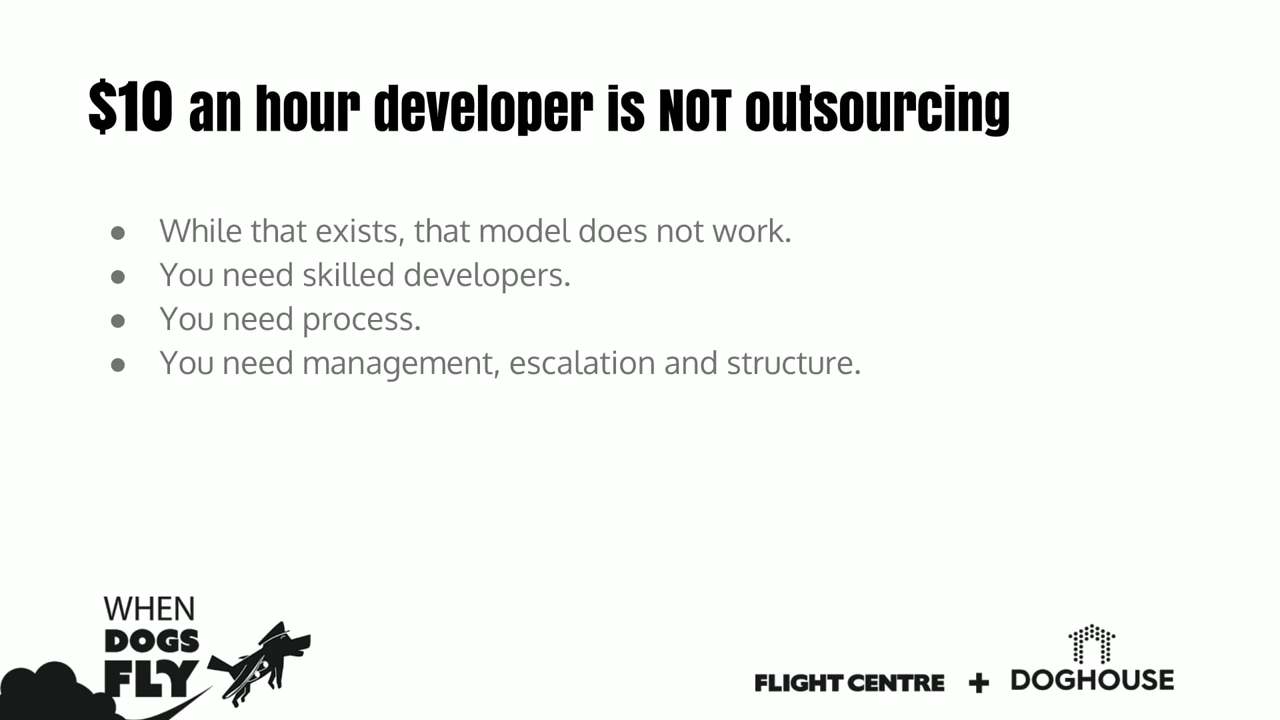 $10 an hour developer is NOT outsourcing
● While that exists, that model does not work.
● You need skilled developers.
● You need process.
● You need management, escalation and structure.
WHEN
DOGS
FLY
FLIGHT CENTRE + DOGHOUSE